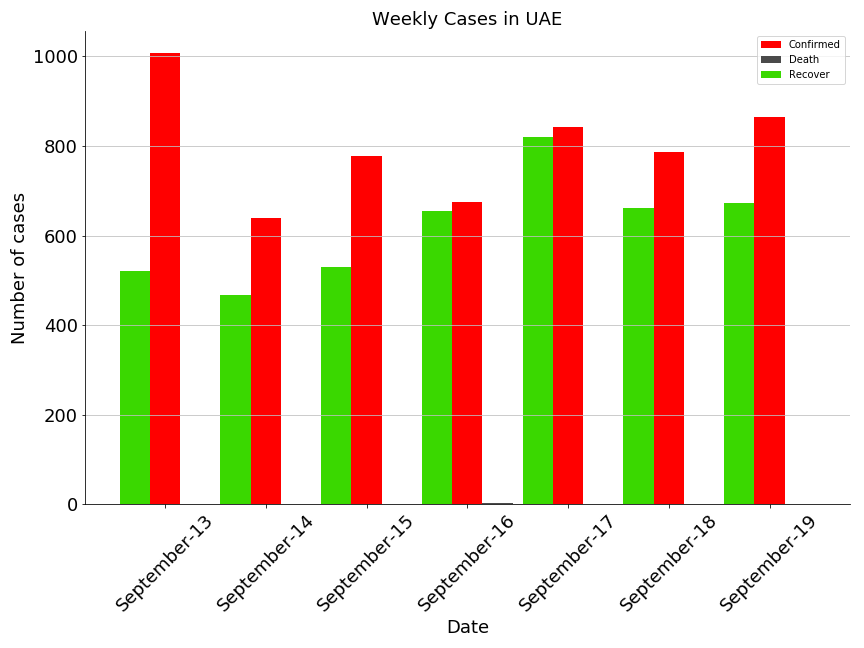 Weekly Cases in UAE
Confirmed
Death
Recover
Number of cases
1000
800
600
400
200
0
September-13
September-14
September-15
September-16
September-17
September-18
September-19
Date